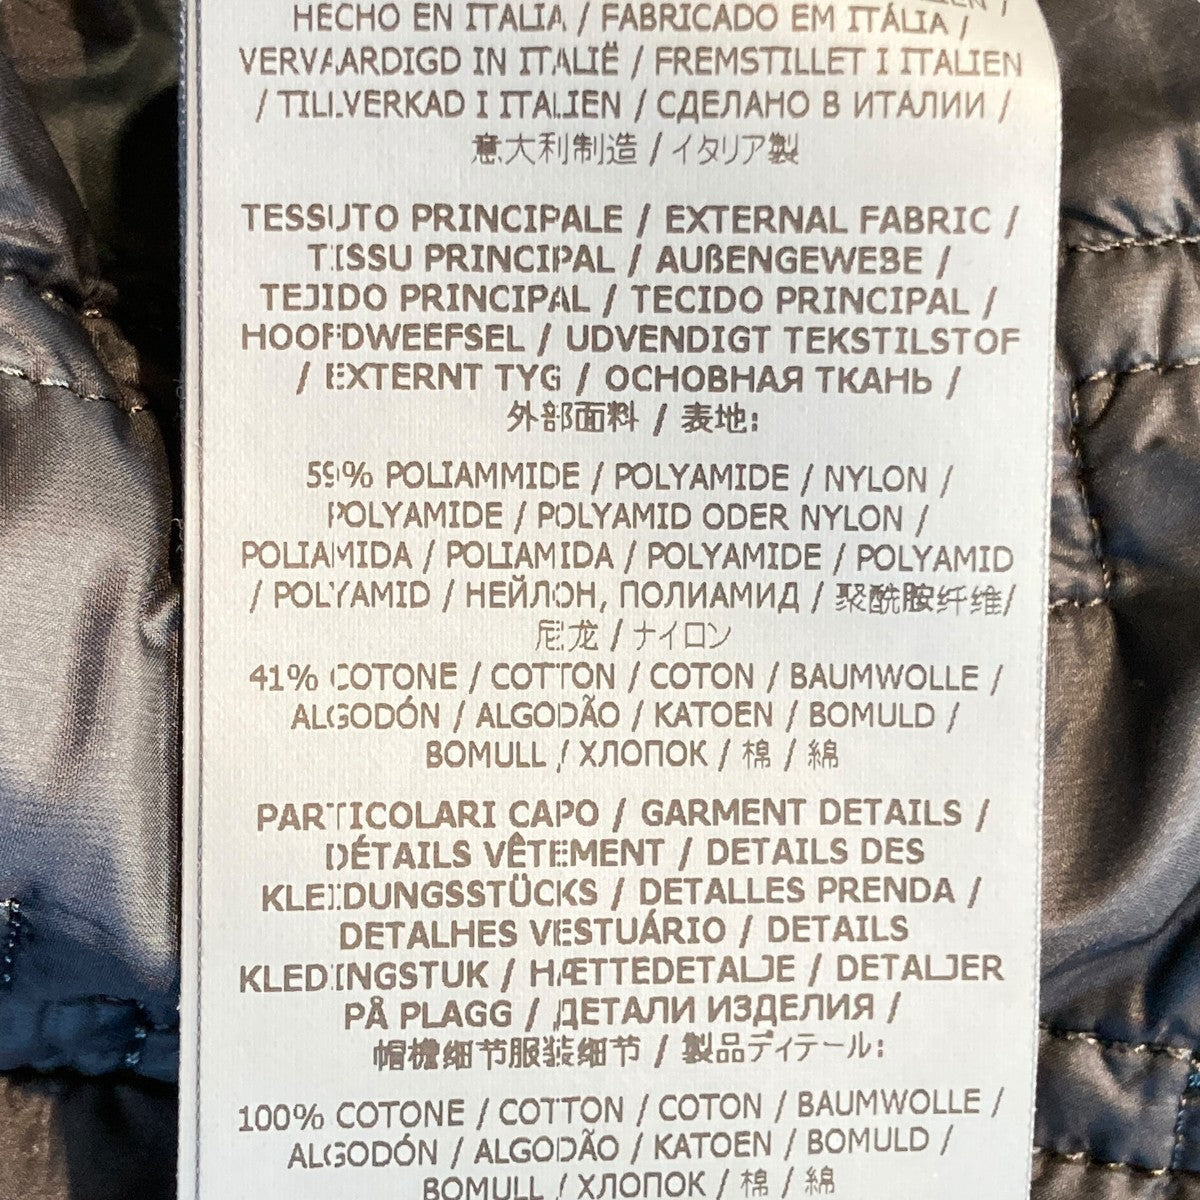 HECHO EN ITALIA / FABRICADO EM ITÁLIA /
VERVAARDIGD IN ITALIË / FREMSTILLET I ITALIEN
/ TILLVERKAD I ITALIEN / СДЕЛАНО В ИТАЛИИ /
意大利制造 / イタリア製
TESSUTO PRINCIPALE / EXTERNAL FABRIC /
TISSU PRINCIPAL / AUßENGEWEBE /
TEJIDO PRINCIPAL / TECIDO PRINCIPAL /
HOOFDWEEFSEL / UDVENDIGT TEKSTILSTOF
/ EXTERNT TYG / ОСНОВНАЯ ТКАНЬ /
外部面料 / 表地:
59% POLIAMMIDE / POLYAMIDE / NYLON /
POLYAMIDE / POLYAMID ODER NYLON /
POLIAMIDA / POLIAMIDA / POLYAMIDE / POLYAMID
/ POLYAMID / НЕЙЛОН, ПОЛИАМИД / 聚酰胺纤维/
尼龙 / ナイロン
41% COTONE / COTTON / COTON / BAUMWOLLE /
ALGODÓN / ALGODÃO / KATOEN / BOMULD /
BOMULL / ХЛОПОК / 棉 / 綿
PARTICOLARI CAPO / GARMENT DETAILS /
DÉTAILS VÊTEMENT / DETAILS DES
KLEIDUNGSSTÜCKS / DETALLES PRENDA /
DETALHES VESTUÁRIO / DETAILS
KLEDINGSTUK / HÆTTEDETALJE / DETALJER
PÅ PLAGG / ДЕТАЛИ ИЗДЕЛИЯ /
帽檐细节服装细节 / 製品ディテール:
100% COTONE / COTTON / COTON / BAUMWOLLE /
ALGODÓN / ALGODÃO / KATOEN / BOMULD /
BOMULL / ХЛОПОК / 棉 / 綿